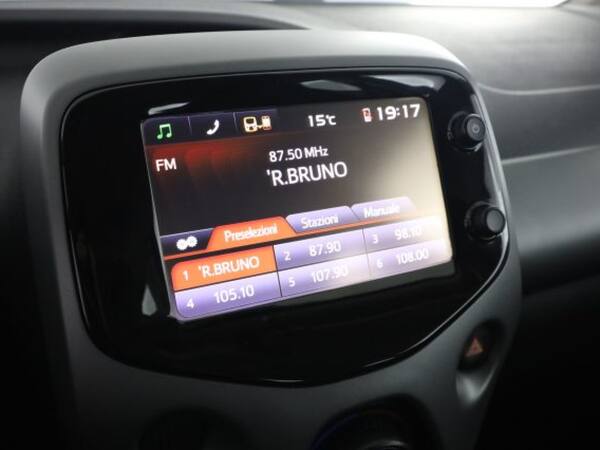 15°C 19:17
FM
87.50 MHz
'R.BRUNO
Preselezioni Stazioni Manuale
1 'R.BRUNO 2 87.90 3 98.10
4 105.10 5 107.90 6 108.00